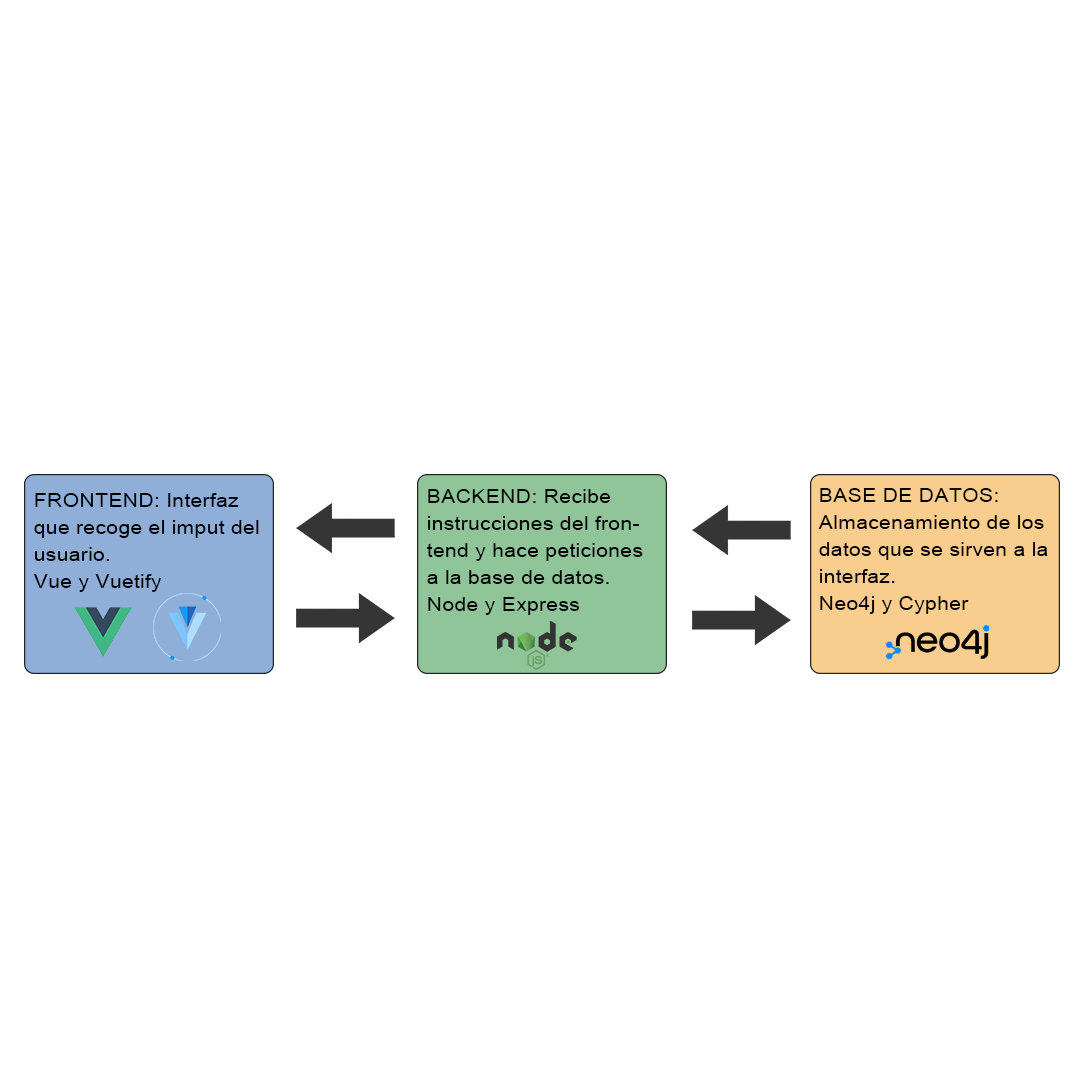 FRONTEND: Interfaz
que recoge el imput del
usuario.
Vue y Vuetify
BACKEND: Recibe
instrucciones del fron-
tend y hace peticiones
a la base de datos.
Node y Express
node
JS
BASE DE DATOS:
Almacenamiento de los
datos que se sirven a la
interfaz.
Neo4j y Cypher
neo4j